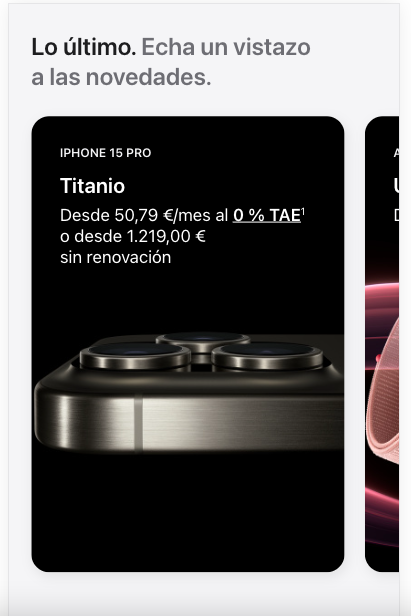 Lo último. Echa un vistazo
a las novedades.
IPHONE 15 PRO
Titanio
Desde 50,79 €/mes al 0 % TAE¹
o desde 1.219,00 €
sin renovación